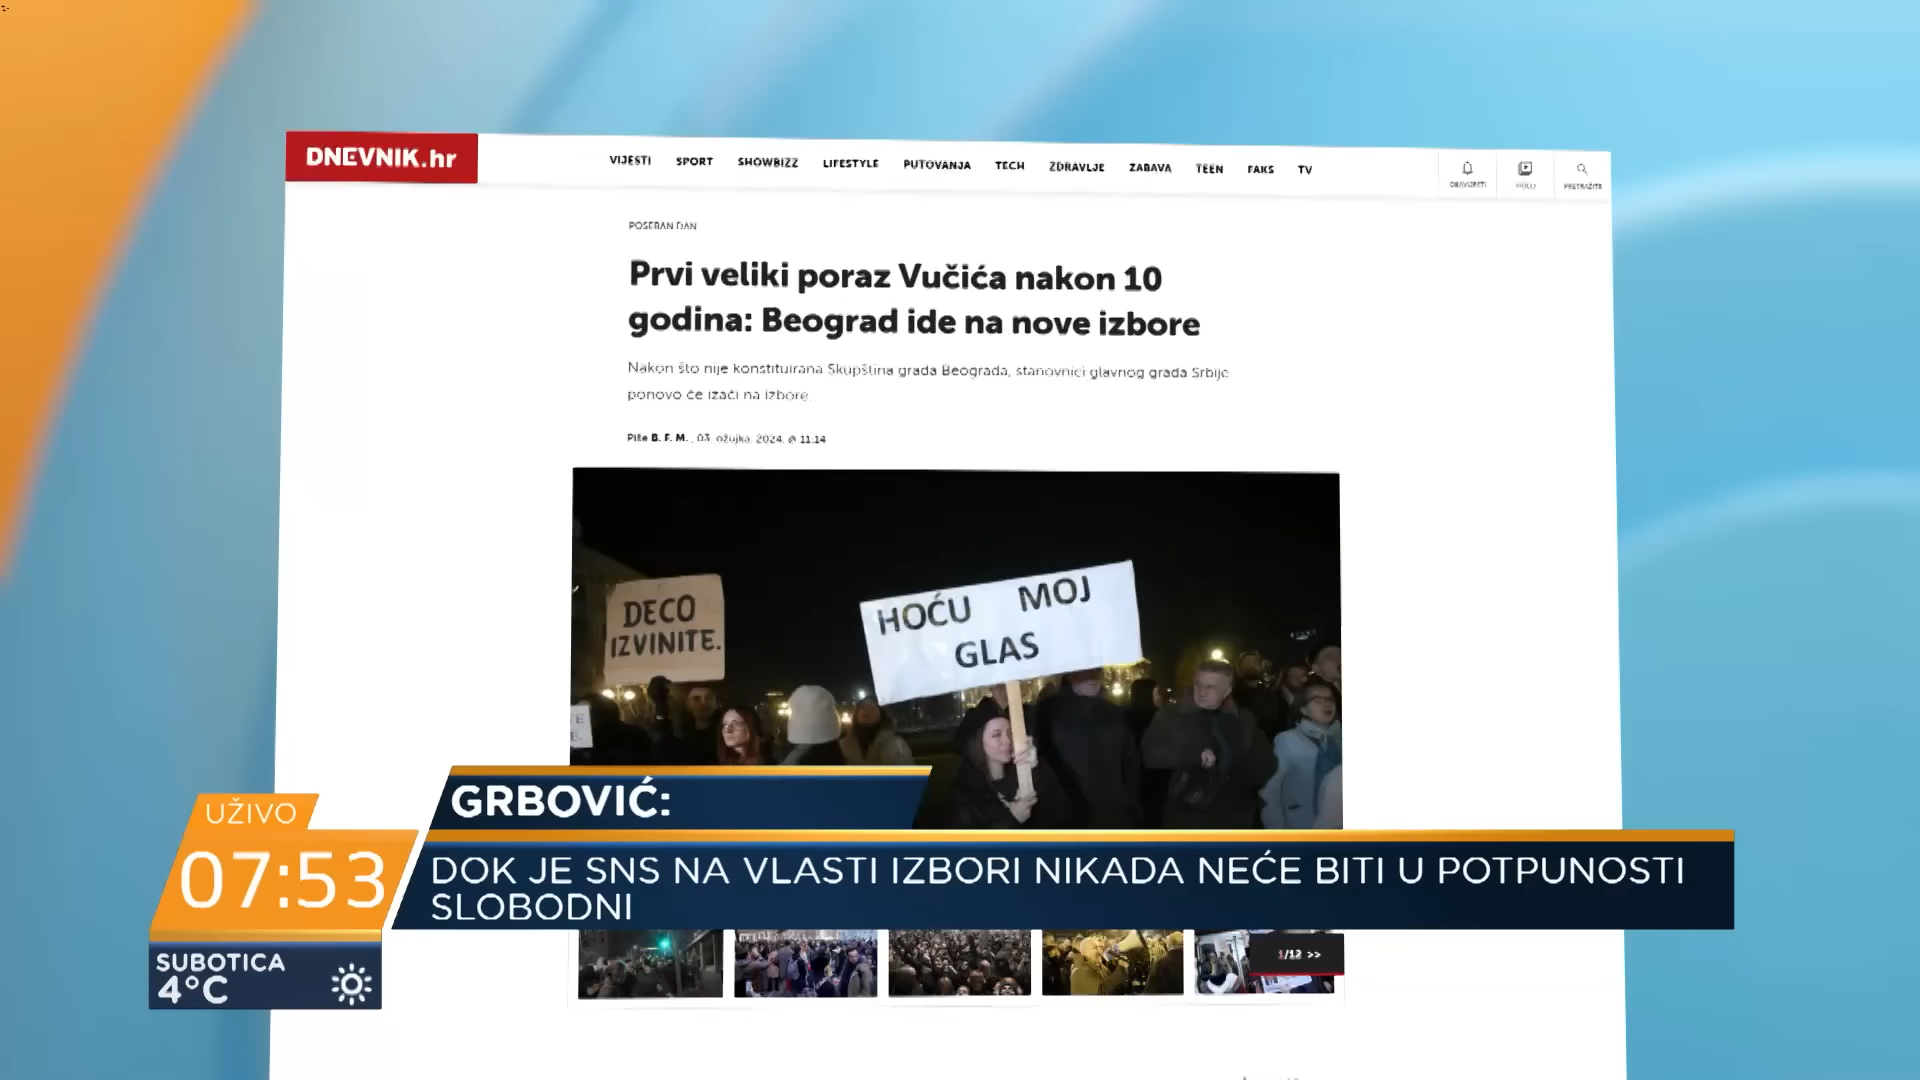 DNEVNIK.hr
VIJESTI SPORT SHOWBIZZ LIFESTYLE PUTOVANJA TECH ZDRAVLJE ZABAVA TEEN FAKS TV
OBAVIJESTI VIDEO PRETRAŽITE
POSEBAN DAN
Prvi veliki poraz Vučića nakon 10
godina: Beograd ide na nove izbore
Nakon što nije konstituirana Skupština grada Beograda, stanovnici glavnog grada Srbije
ponovo će izaći na izbore.
Piše B. F. M. , 03. ožujka. 2024. @ 11:14
DECO
IZVINITE.
HOĆU MOJ
GLAS
GRBOVIĆ:
UŽIVO
07:53
DOK JE SNS NA VLASTI IZBORI NIKADA NEĆE BITI U POTPUNOSTI
SLOBODNI
SUBOTICA
4°C
1/12 >>